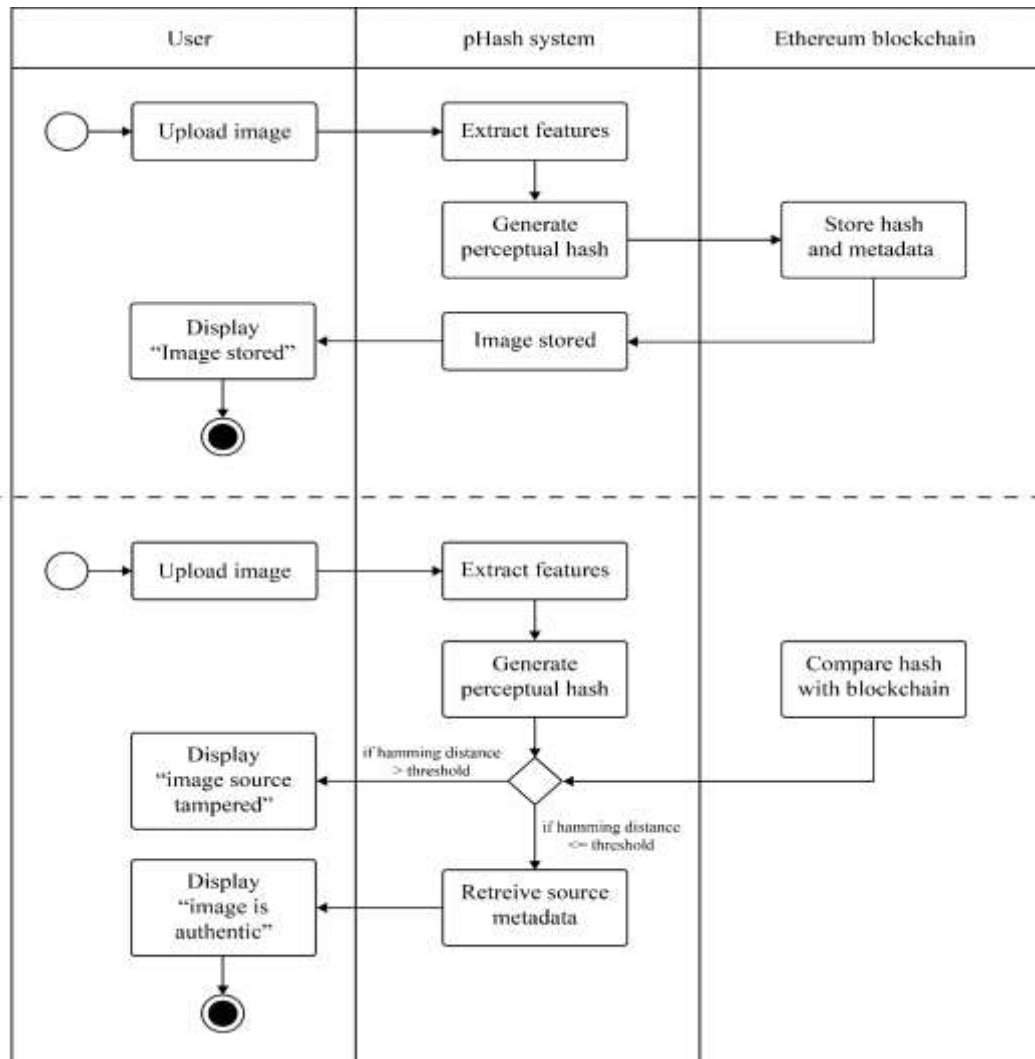 User
pHash system
Ethereum blockchain
Upload image
Extract features
Generate
perceptual hash
Store hash
and metadata
Display
“Image stored”
Image stored
Upload image
Extract features
Generate
perceptual hash
Compare hash
with blockchain
Display
“image source
tampered”
if hamming distance
> threshold
if hamming distance
<= threshold
Display
“image is
authentic”
Retreive source
metadata